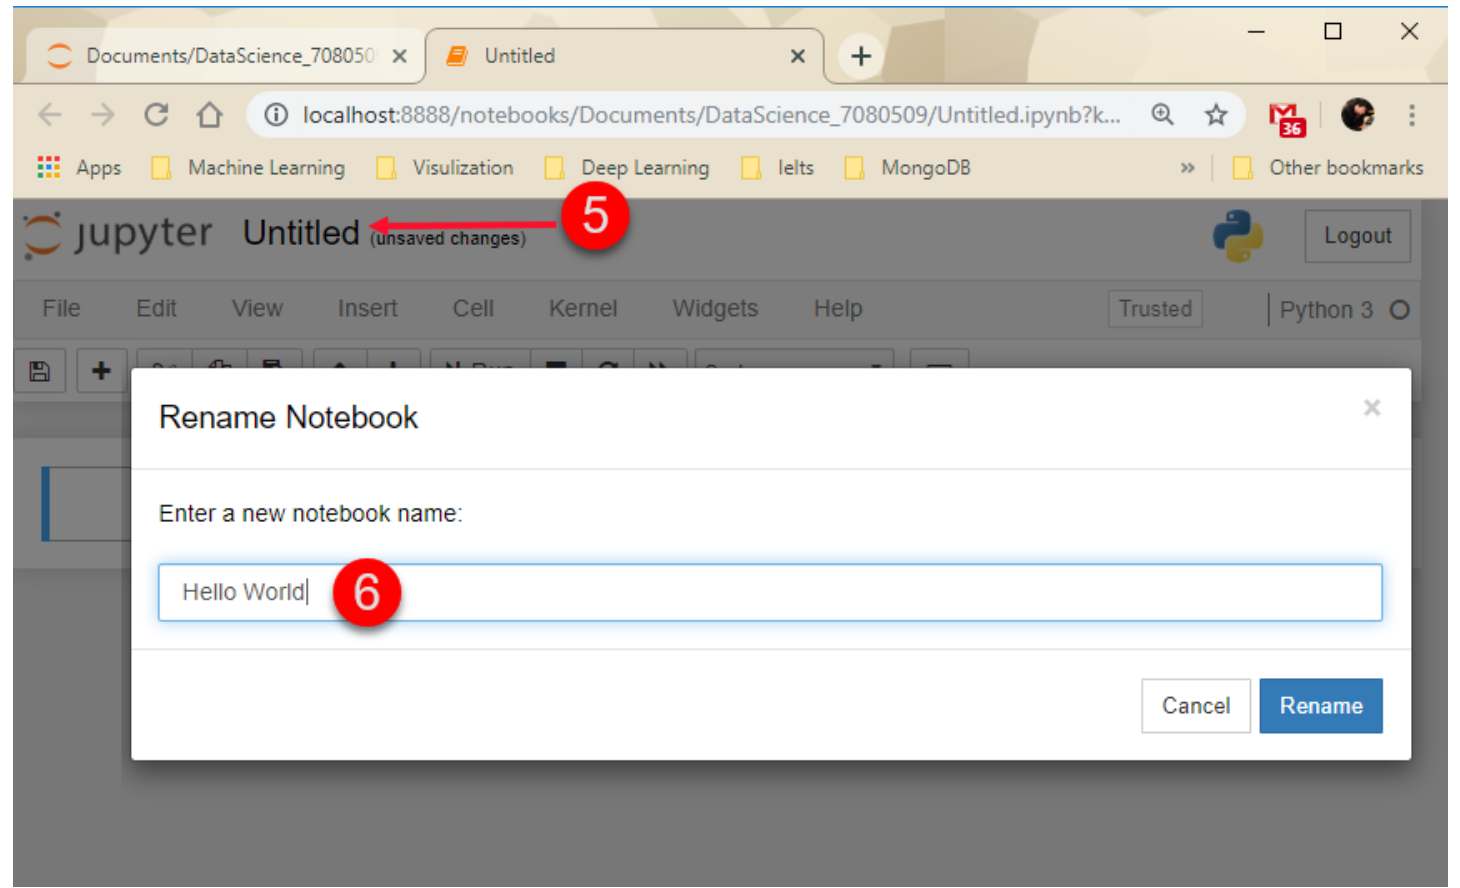 Documents/DataScience_708050
Untitled
localhost:8888/notebooks/Documents/DataScience_7080509/Untitled.ipynb?k...
36
Apps Machine Learning Visulization Deep Learning Ielts MongoDB » Other bookmarks
jupyter Untitled (unsaved changes) 5 Logout
File Edit View Insert Cell Kernel Widgets Help Trusted Python 3
Rename Notebook
Enter a new notebook name:
Hello World 6
Cancel Rename